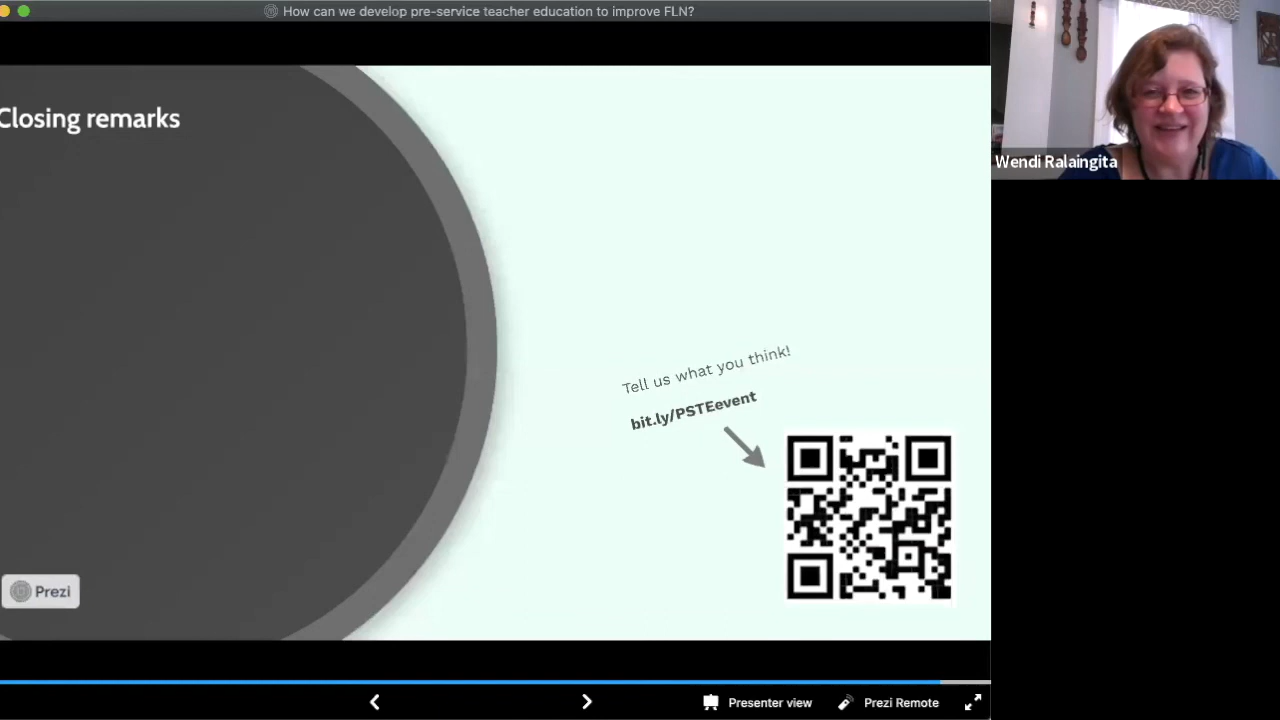 How can we develop pre-service teacher education to improve FLN?
Closing remarks
Wendi Ralaingita
Tell us what you think!
bit.ly/PSTEevent
Prezi
Presenter view
Prezi Remote